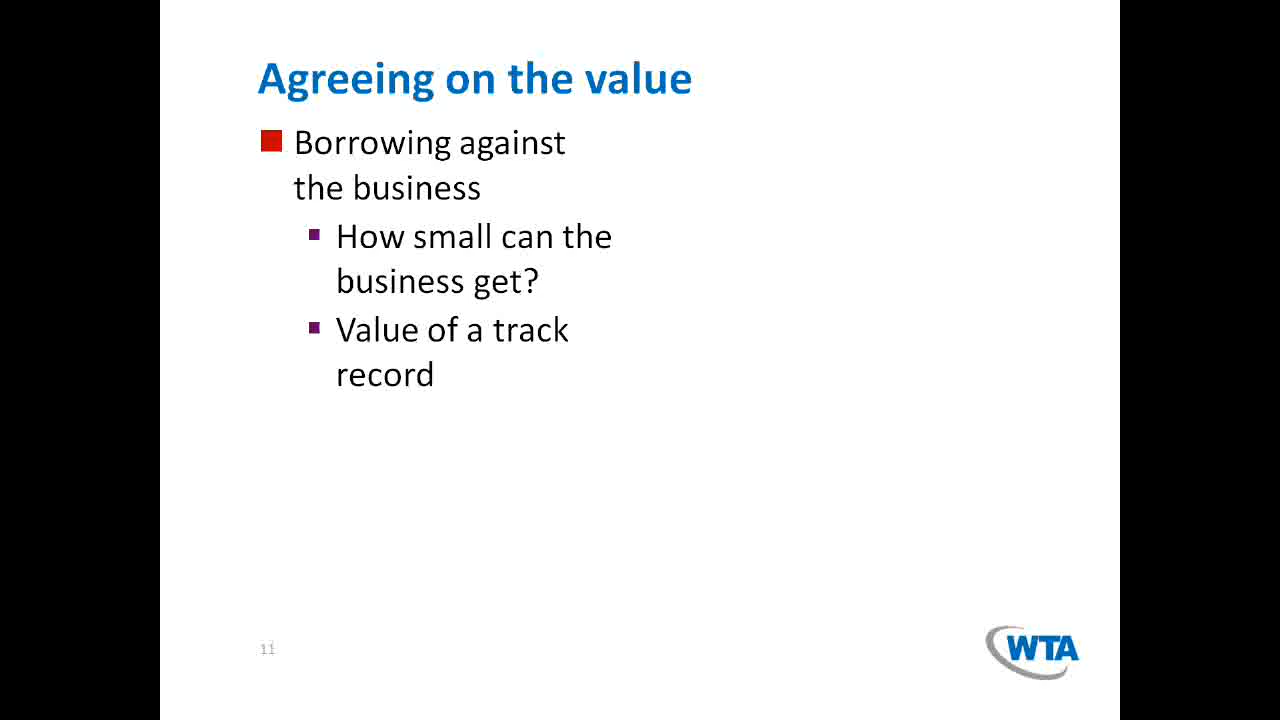 Agreeing on the value
Borrowing against
the business
How small can the
business get?
Value of a track
record
11
WTA